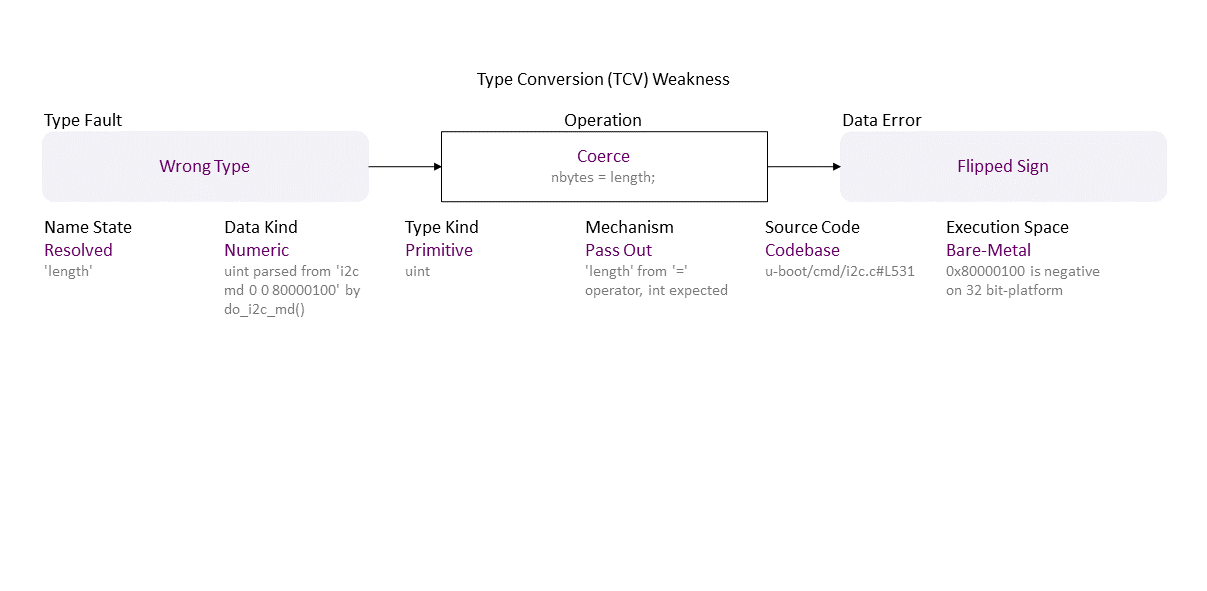 Type Conversion (TCV) Weakness
Type Fault
Operation
Data Error
Wrong Type
Coerce
nbytes = length;
Flipped Sign
Name State
Resolved
'length'
Data Kind
Numeric
uint parsed from 'i2c
md 0 0 80000100' by
do_i2c_md()
Type Kind
Primitive
uint
Mechanism
Pass Out
'length' from '='
operator, int expected
Source Code
Codebase
u-boot/cmd/i2c.c#L531
Execution Space
Bare-Metal
0x80000100 is negative
on 32 bit-platform